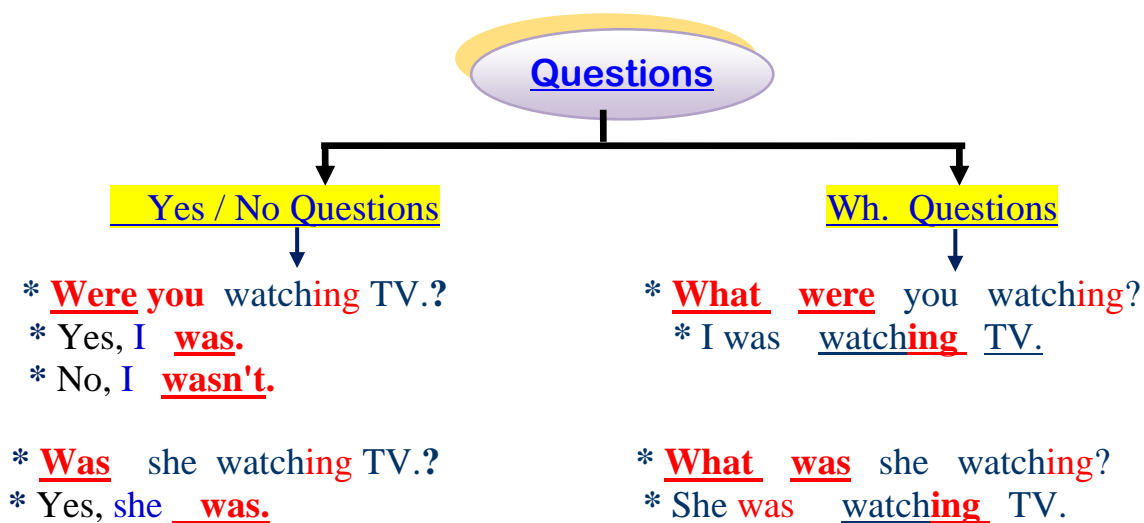 Questions
Yes / No Questions
* Were you watching TV.?
* Yes, I was.
* No, I wasn't.
* Was she watching TV.?
* Yes, she was.
Wh. Questions
* What were you watching?
* I was watching TV.
* What was she watching?
* She was watching TV.